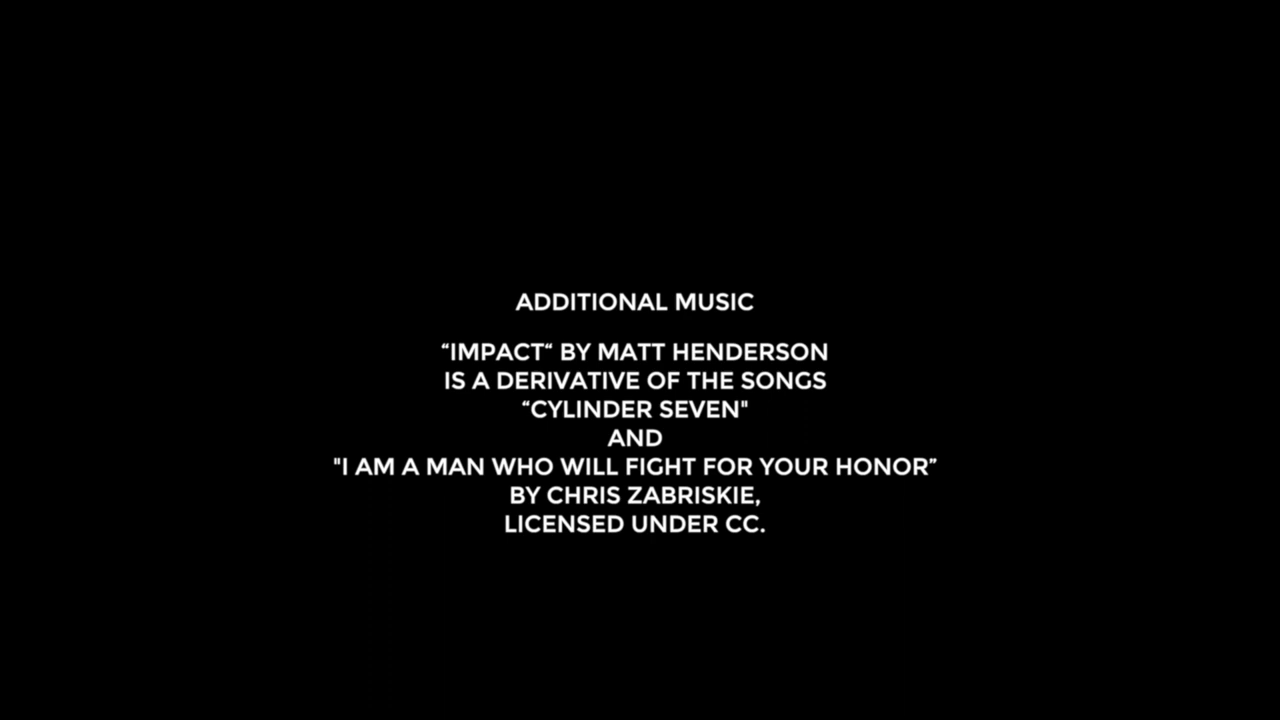 ADDITIONAL MUSIC
“IMPACT“ BY MATT HENDERSON
IS A DERIVATIVE OF THE SONGS
“CYLINDER SEVEN"
AND
"I AM A MAN WHO WILL FIGHT FOR YOUR HONOR”
BY CHRIS ZABRISKIE,
LICENSED UNDER CC.